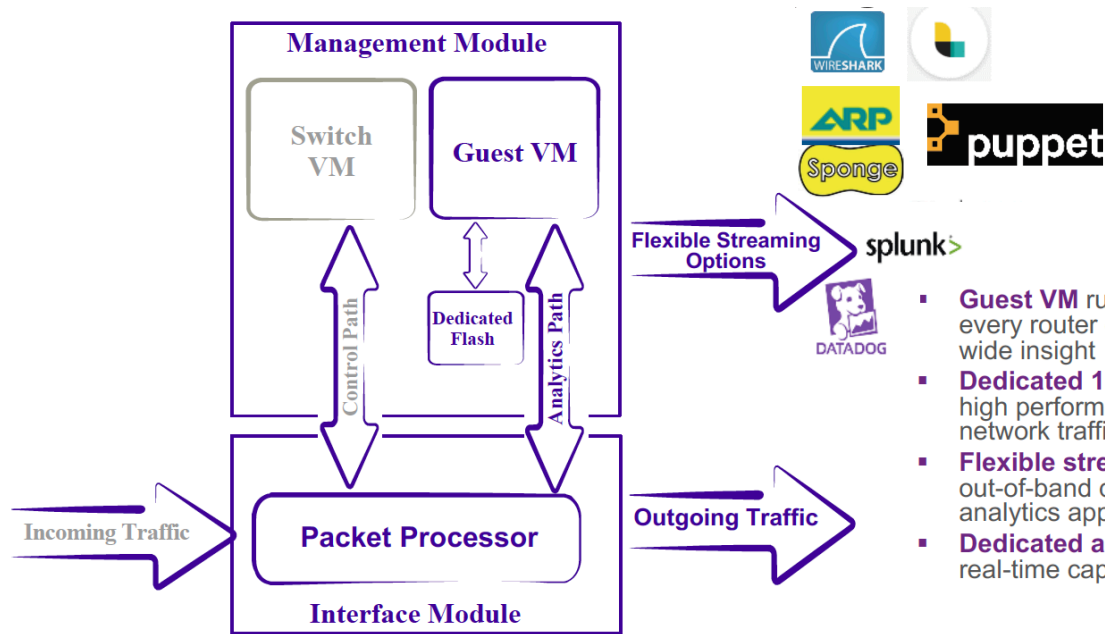 Management Module
Switch
VM
Guest VM
Dedicated
Flash
Control Path
Analytics Path
Flexible Streaming
Options
WIRESHARK
ARP
Sponge
puppet
splunk>
DATADOG
Incoming Traffic
Packet Processor
Interface Module
Outgoing Traffic
▪ Guest VM ru
every router
wide insight
▪ Dedicated 1
high perform
network traffi
▪ Flexible stre
out-of-band o
analytics app
▪ Dedicated a
real-time cap